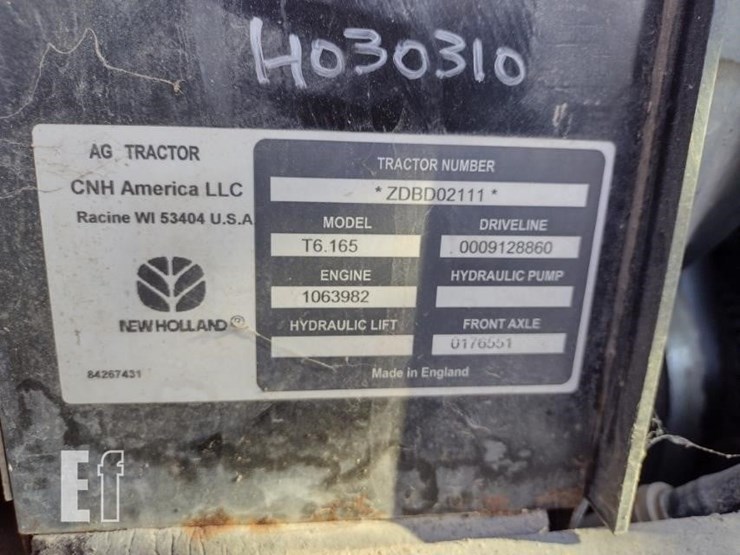 H030310
AG TRACTOR
CNH America LLC
Racine WI 53404 U.S.A
NEW HOLLAND®
84267431
TRACTOR NUMBER
*ZDBD02111*
MODEL
T6.165
DRIVELINE
0009128860
ENGINE
1063982
HYDRAULIC PUMP
HYDRAULIC LIFT
FRONT AXLE
0176551
Made in England
Ef